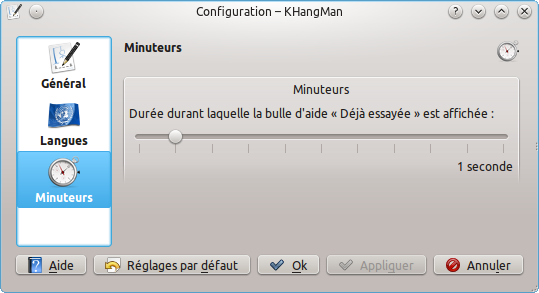 Configuration – KHangMan
Général
Langues
Minuteurs
Minuteurs
Minuteurs
Durée durant laquelle la bulle d'aide « Déjà essayée » est affichée :
1 seconde
Aide
Réglages par défaut
Ok
Appliquer
Annuler